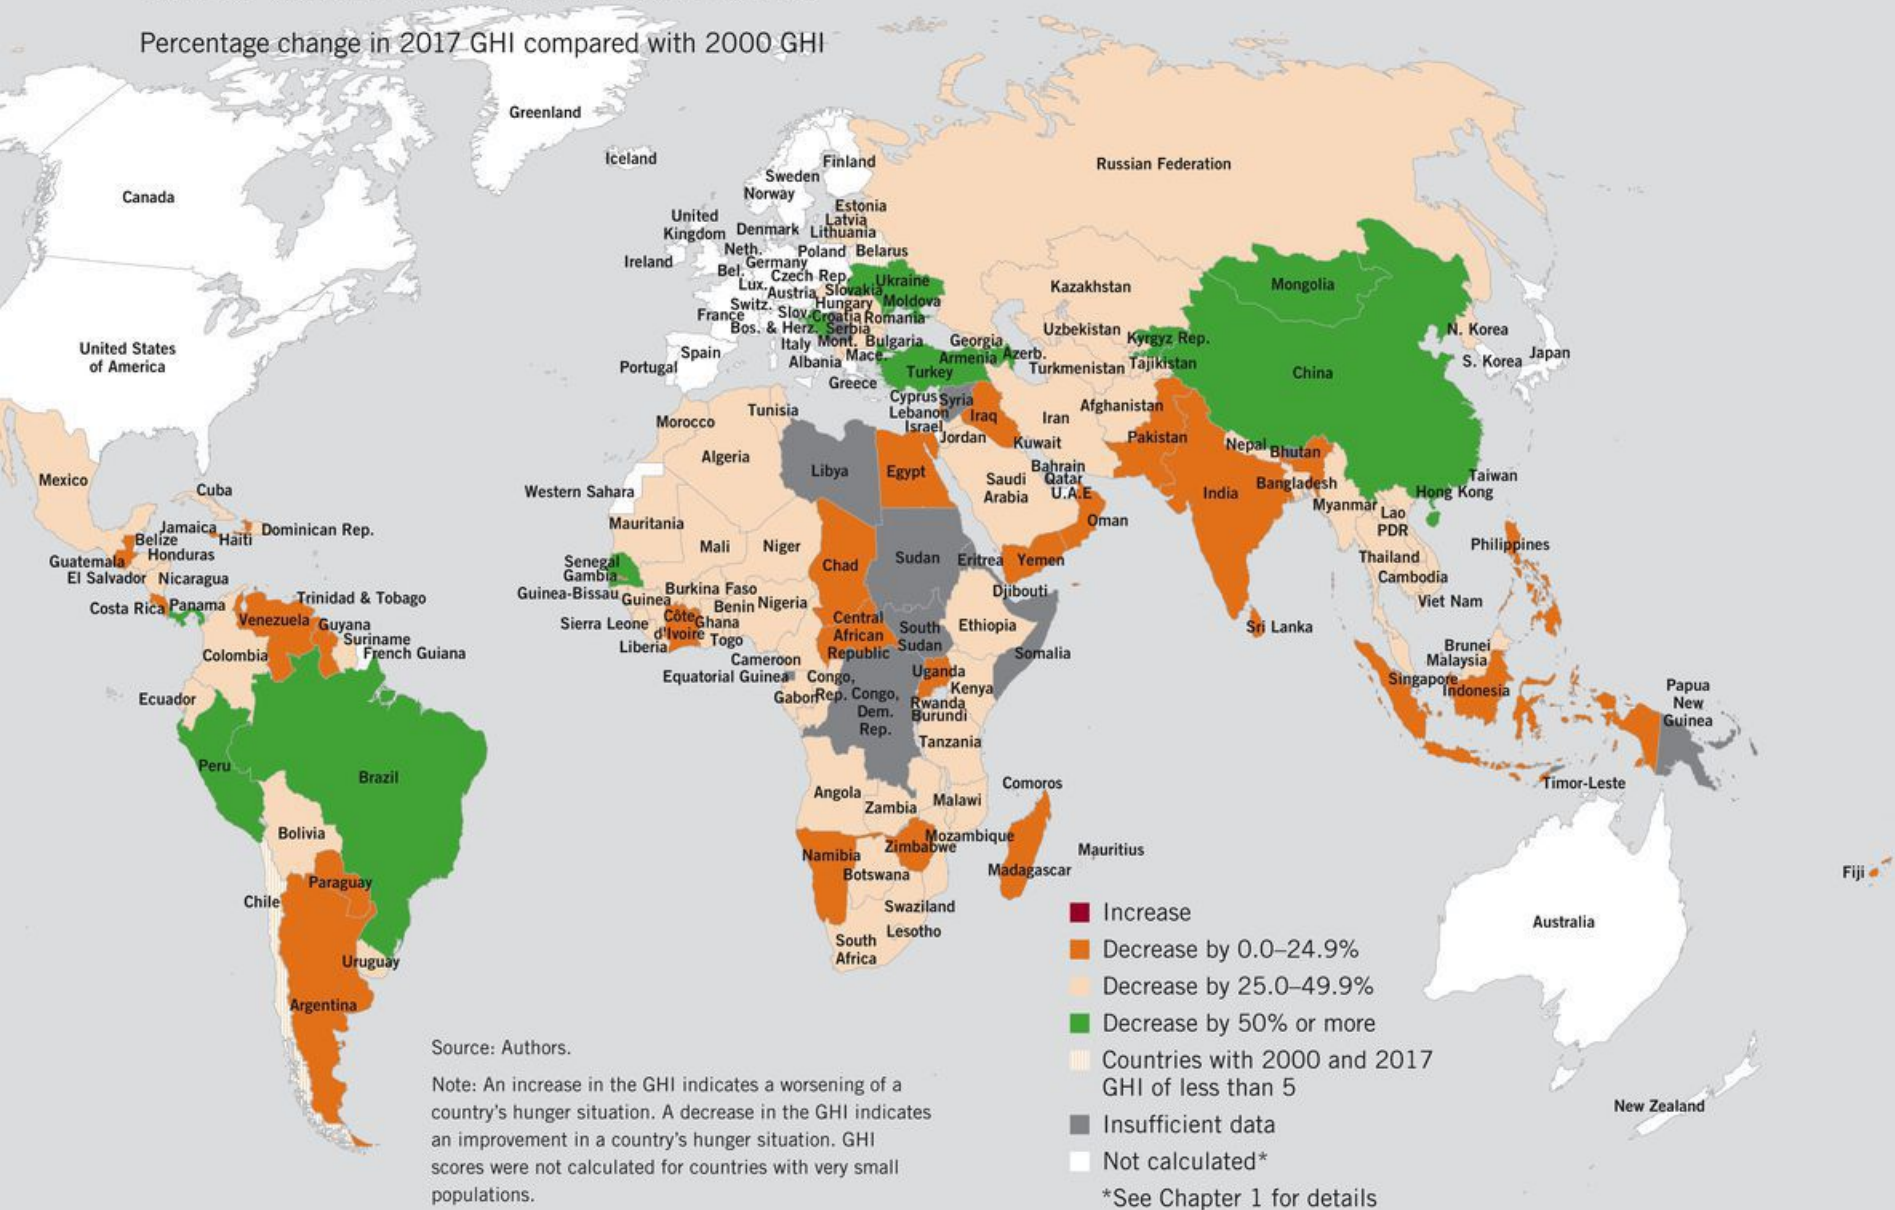 Percentage change in 2017 GHI compared with 2000 GHI
Greenland
Iceland
Finland
Russian Federation
Sweden
Norway
Canada
Estonia
Latvia
Lithuania
United
Kingdom
Denmark
Neth.
Poland
Belarus
Ireland
Germany
Bel.
Czech Rep.
Lux.
Austria
Slovakia
Ukraine
Kazakhstan
Mongolia
Switz.
Hungary
Moldova
France
Slov.
Croatia
Romania
Bos. & Herz.
Serbia
Uzbekistan
Kyrgyz Rep.
N. Korea
Italy
Mont.
Bulgaria
Georgia
Armenia
Azerb.
Spain
Mace.
Albania
Turkmenistan
Tajikistan
S. Korea
Japan
United States
of America
Portugal
Greece
Turkey
China
Cyprus
Syria
Lebanon
Israel
Iraq
Iran
Afghanistan
Tunisia
Morocco
Jordan
Kuwait
Pakistan
Nepal
Bhutan
Algeria
Libya
Egypt
Saudi
Arabia
Bahrain
Qatar
U.A.E
India
Bangladesh
Taiwan
Hong Kong
Mexico
Cuba
Western Sahara
Myanmar
Lao
PDR
Oman
Jamaica
Haiti
Dominican Rep.
Belize
Honduras
Guatemala
El Salvador
Nicaragua
Mauritania
Mali
Niger
Chad
Sudan
Eritrea
Yemen
Thailand
Philippines
Senegal
Gambia
Guinea-Bissau
Guinea
Burkina Faso
Benin
Nigeria
Djibouti
Cambodia
Viet Nam
Costa Rica
Panama
Trinidad & Tobago
Venezuela
Guyana
Suriname
French Guiana
Sierra Leone
Liberia
Côte
d'Ivoire
Ghana
Togo
Central
African
Republic
South
Sudan
Ethiopia
Somalia
Sri Lanka
Colombia
Cameroon
Equatorial Guinea
Brunei
Malaysia
Singapore
Indonesia
Ecuador
Gabon
Congo,
Rep.
Congo,
Dem.
Rep.
Uganda
Kenya
Rwanda
Burundi
Tanzania
Papua
New
Guinea
Peru
Brazil
Comoros
Timor-Leste
Angola
Zambia
Malawi
Bolivia
Mozambique
Zimbabwe
Namibia
Botswana
Madagascar
Mauritius
Fiji
Paraguay
Chile
Swaziland
Lesotho
South
Africa
Australia
Uruguay
Argentina
New Zealand
Increase
Decrease by 0.0–24.9%
Decrease by 25.0–49.9%
Decrease by 50% or more
Countries with 2000 and 2017
GHI of less than 5
Insufficient data
Not calculated*
*See Chapter 1 for details
Source: Authors.
Note: An increase in the GHI indicates a worsening of a
country's hunger situation. A decrease in the GHI indicates
an improvement in a country's hunger situation. GHI
scores were not calculated for countries with very small
populations.